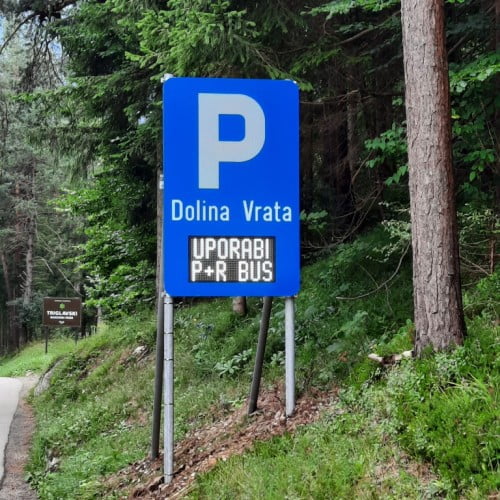 P
Dolina Vrata
UPORABI
P+R BUS
TRIGLAVSKI